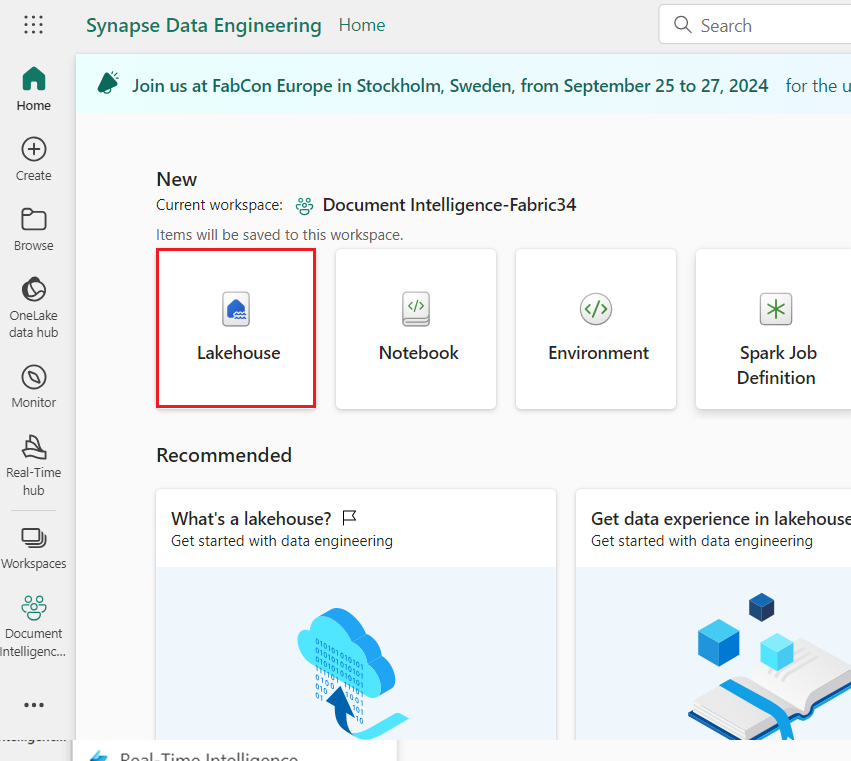 Synapse Data Engineering Home
Search
Home
Create
Browse
OneLake
data hub
Monitor
Real-Time
hub
Workspaces
Document
Intelligenc...
Join us at FabCon Europe in Stockholm, Sweden, from September 25 to 27, 2024 for the u
New
Current workspace: Document Intelligence-Fabric34
Items will be saved to this workspace.
Lakehouse
Notebook
Environment
Spark Job
Definition
Recommended
What's a lakehouse?
Get started with data engineering
Get data experience in lakehouse
Get started with data engineering
Real-Time Intelligence